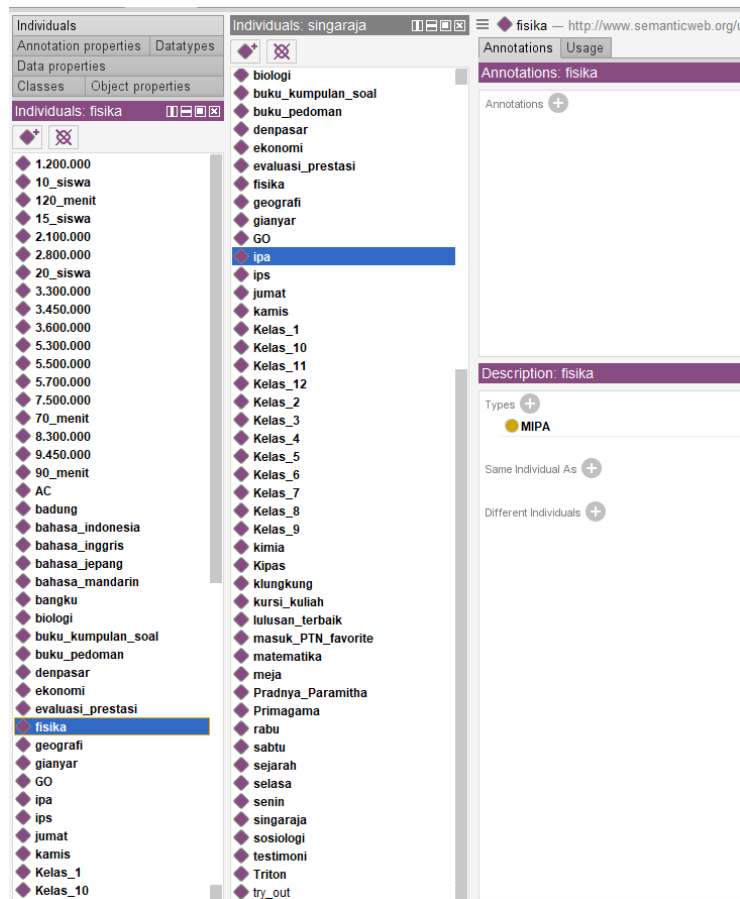 Individuals
Annotation properties Datatypes
Data properties
Classes Object properties
Individuals: fisika
1.200.000
10_siswa
120_menit
15_siswa
2.100.000
2.800.000
20_siswa
3.300.000
3.450.000
3.600.000
5.300.000
5.500.000
5.700.000
7.500.000
70_menit
8.300.000
9.450.000
90_menit
AC
badung
bahasa_indonesia
bahasa_inggris
bahasa_jepang
bahasa_mandarin
bangku
biologi
buku_kumpulan_soal
buku_pedoman
denpasar
ekonomi
evaluasi_prestasi
fisika
geografi
gianyar
GO
ipa
ips
jumat
kamis
Kelas_1
Kelas_10
Individuals: singaraja
biologi
buku_kumpulan_soal
buku_pedoman
denpasar
ekonomi
evaluasi_prestasi
fisika
geografi
gianyar
GO
ipa
ips
jumat
kamis
Kelas_1
Kelas_10
Kelas_11
Kelas_12
Kelas_2
Kelas_3
Kelas_4
Kelas_5
Kelas_6
Kelas_7
Kelas_8
Kelas_9
kimia
Kipas
klungkung
kursi_kuliah
lulusan_terbaik
masuk_PTN_favorite
matematika
meja
Pradnya_Paramitha
Primagama
rabu
sabtu
sejarah
selasa
senin
singaraja
sosiologi
testimoni
Triton
try_out
fisika — http://www.semanticweb.org/u
Annotations Usage
Annotations: fisika
Annotations
Description: fisika
Types
MIPA
Same Individual As
Different Individuals